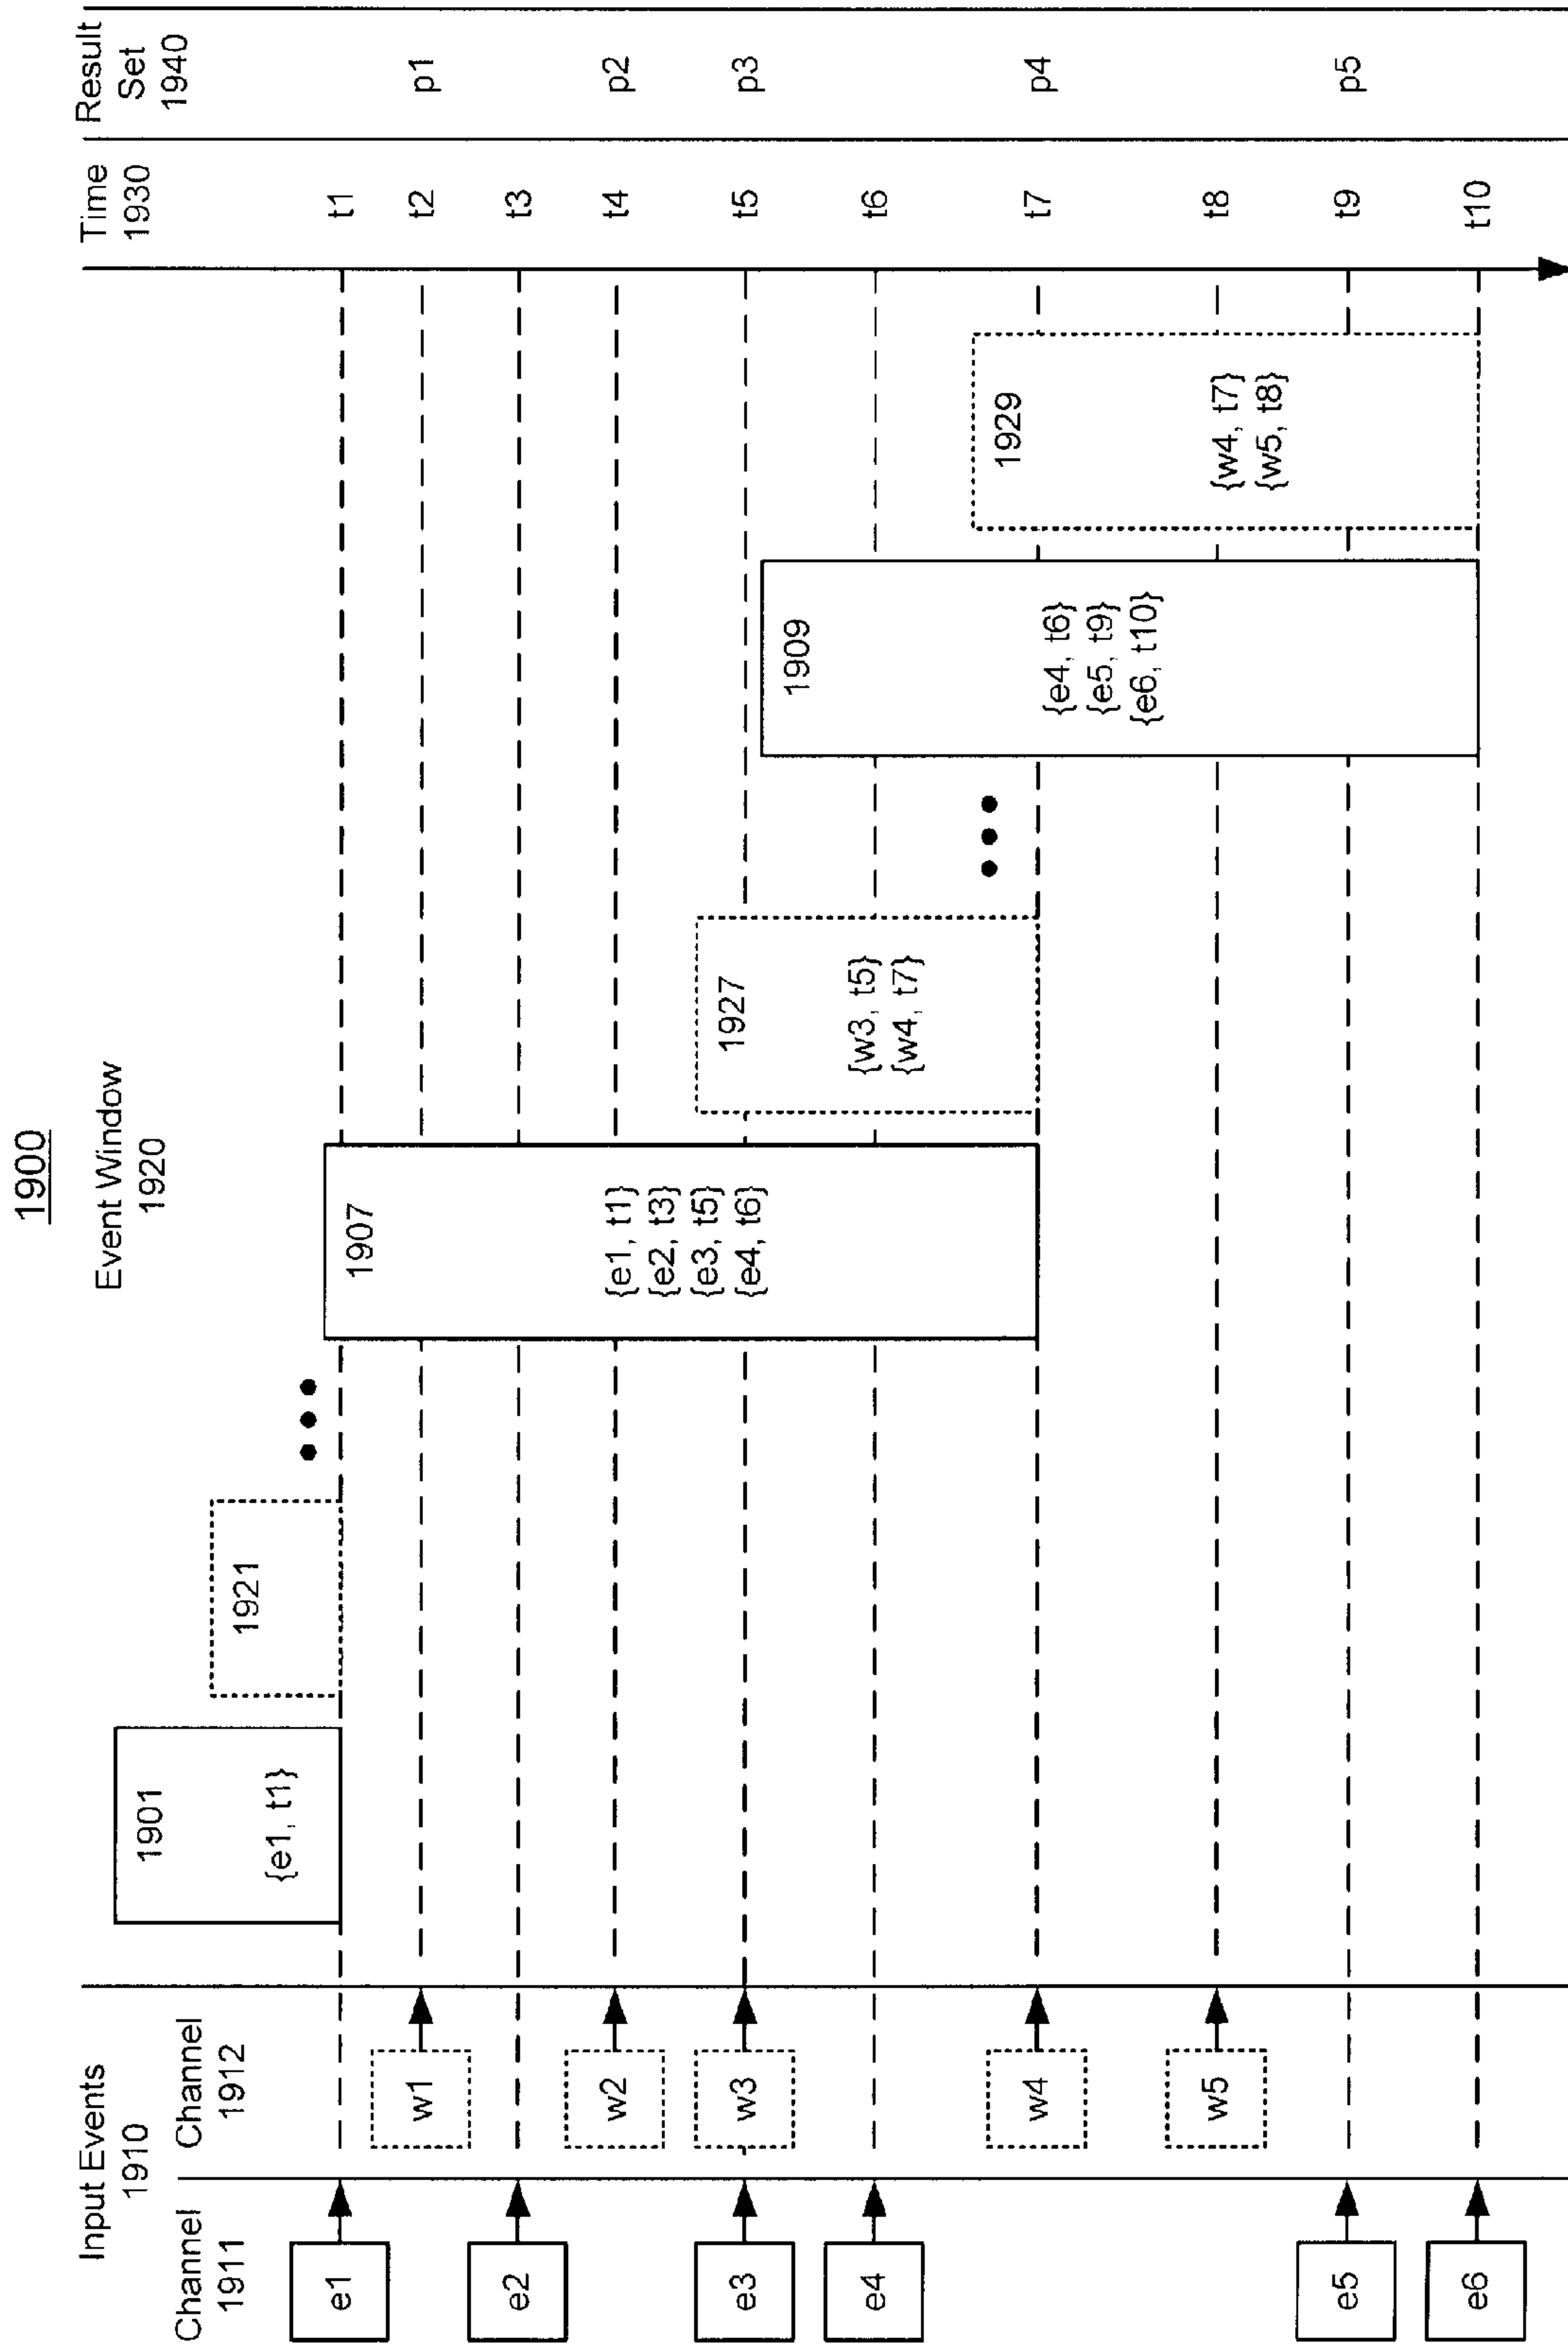 1900
Input Events
1910
Channel
1911
Channel
1912
Event Window
1920
Time
1930
Result
Set
1940
e1
w1
e2
w2
e3
w3
e4
w4
w5
e5
e6
1901
{e1, t1}
1921
1907
{e1, t1}
{e2, t3}
{e3, t5}
{e4, t6}
1927
{w3, t5}
{w4, t7}
1909
{e4, t6}
{e5, t9}
{e6, t10}
1929
{w4, t7}
{w5, t8}
t1
t2
t3
t4
t5
t6
t7
t8
t9
t10
p1
p2
p3
p4
p5